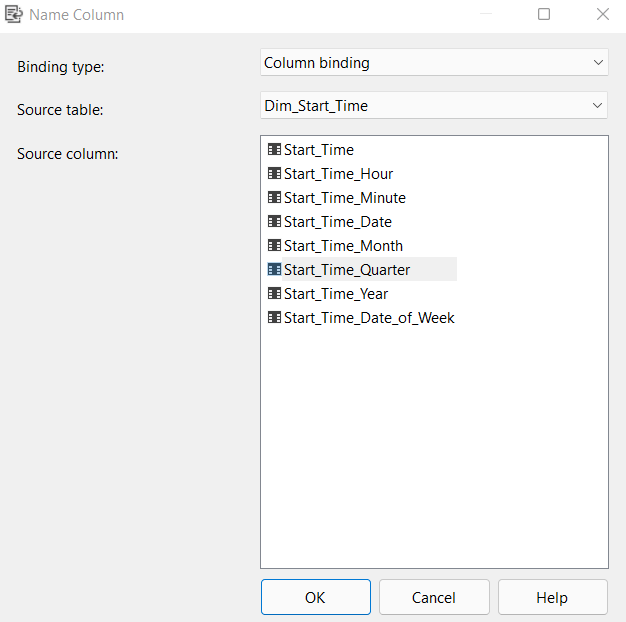 Name Column
Binding type:
Column binding
Source table:
Dim_Start_Time
Source column:
Start_Time
Start_Time_Hour
Start_Time_Minute
Start_Time_Date
Start_Time_Month
Start_Time_Quarter
Start_Time_Year
Start_Time_Date_of_Week
OK
Cancel
Help